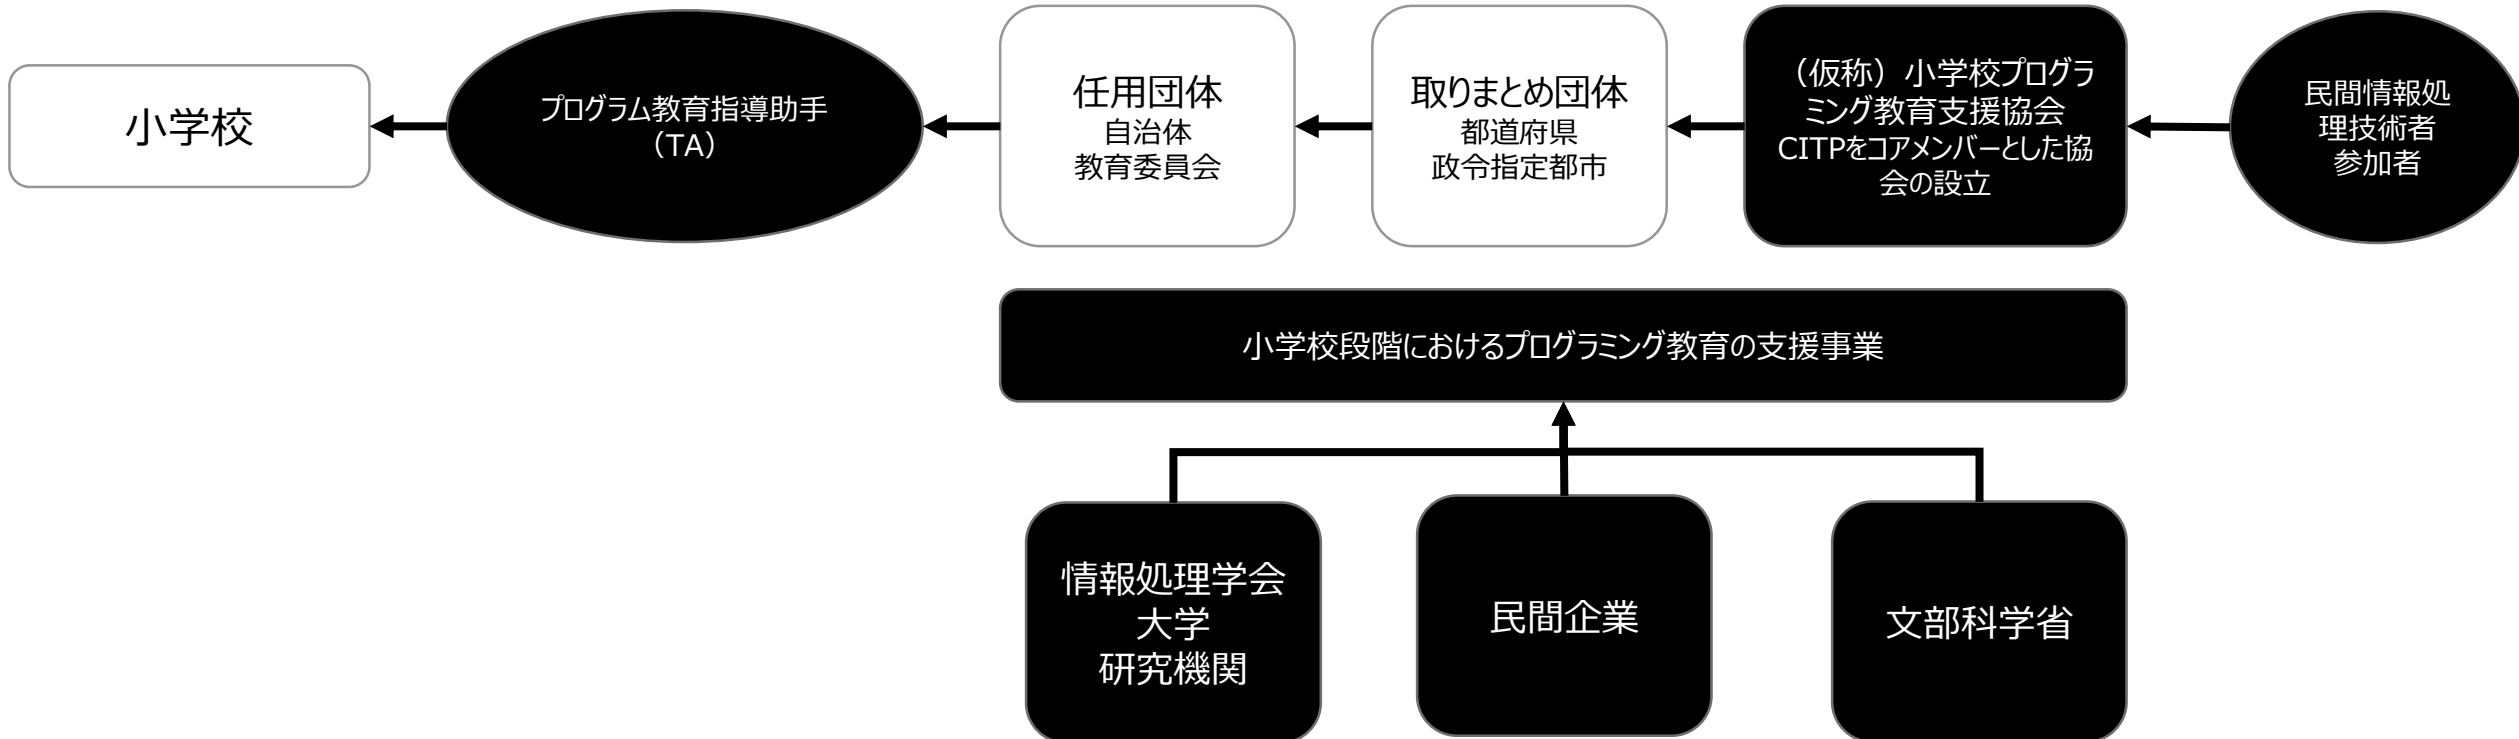 小学校
プログラム教育指導助手
（TA）
任用団体
自治体
教育委員会
取りまとめ団体
都道府県
政令指定都市
（仮称）小学校プログラ
ミング教育支援協会
CITPをコアメンバーとした協
会の設立
民間情報処
理技術者
参加者
小学校段階におけるプログラミング教育の支援事業
情報処理学会
大学
研究機関
民間企業
文部科学省